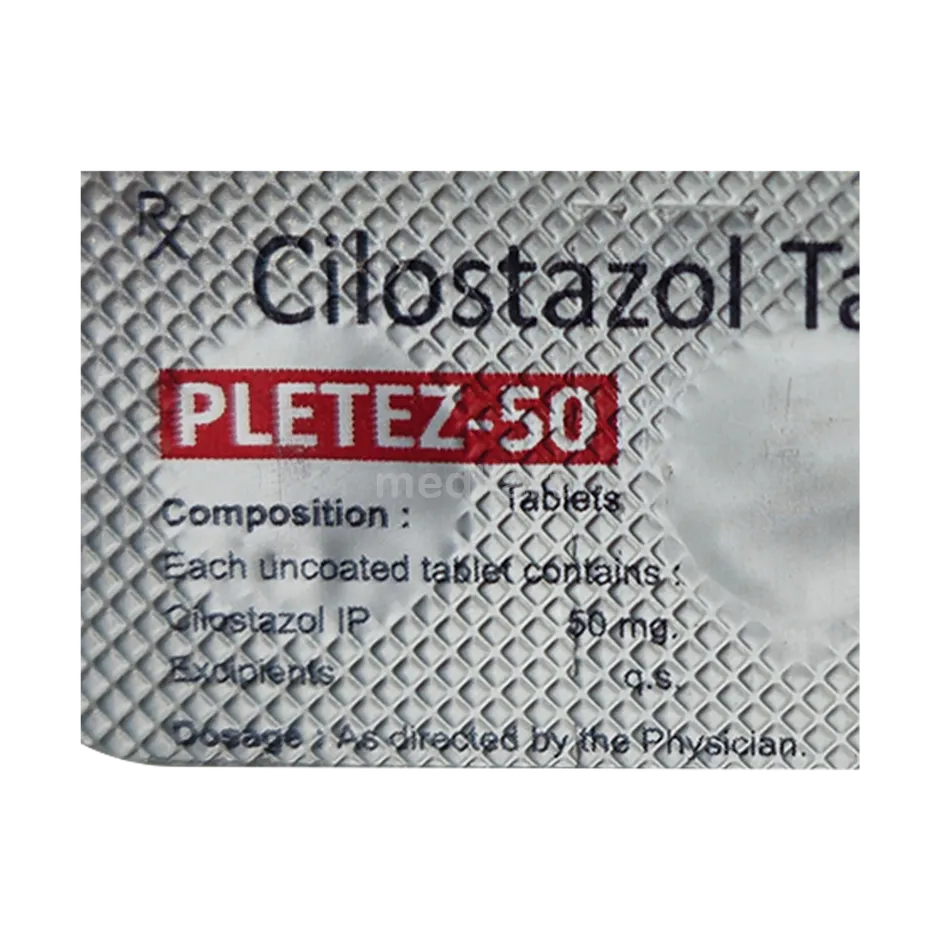 Rx
Cilostazol Ta
PLETEZ-50
Tablets
Composition :
Each uncoated tablet contains :
Cilostazol IP 50 mg.
Excipients q.s.
Dosage : As directed by the Physician.